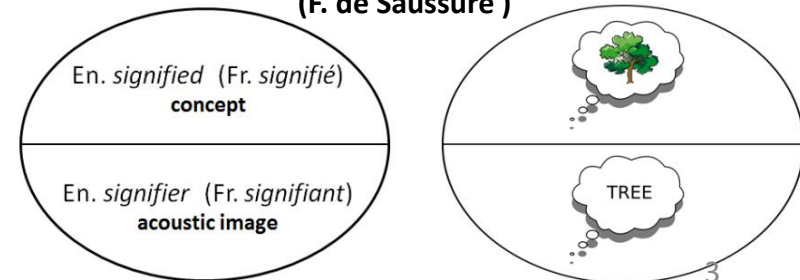 (F. de Saussure )
En. signified (Fr. signifié)
concept
En. signifier (Fr. signifiant)
acoustic image
TREE
3